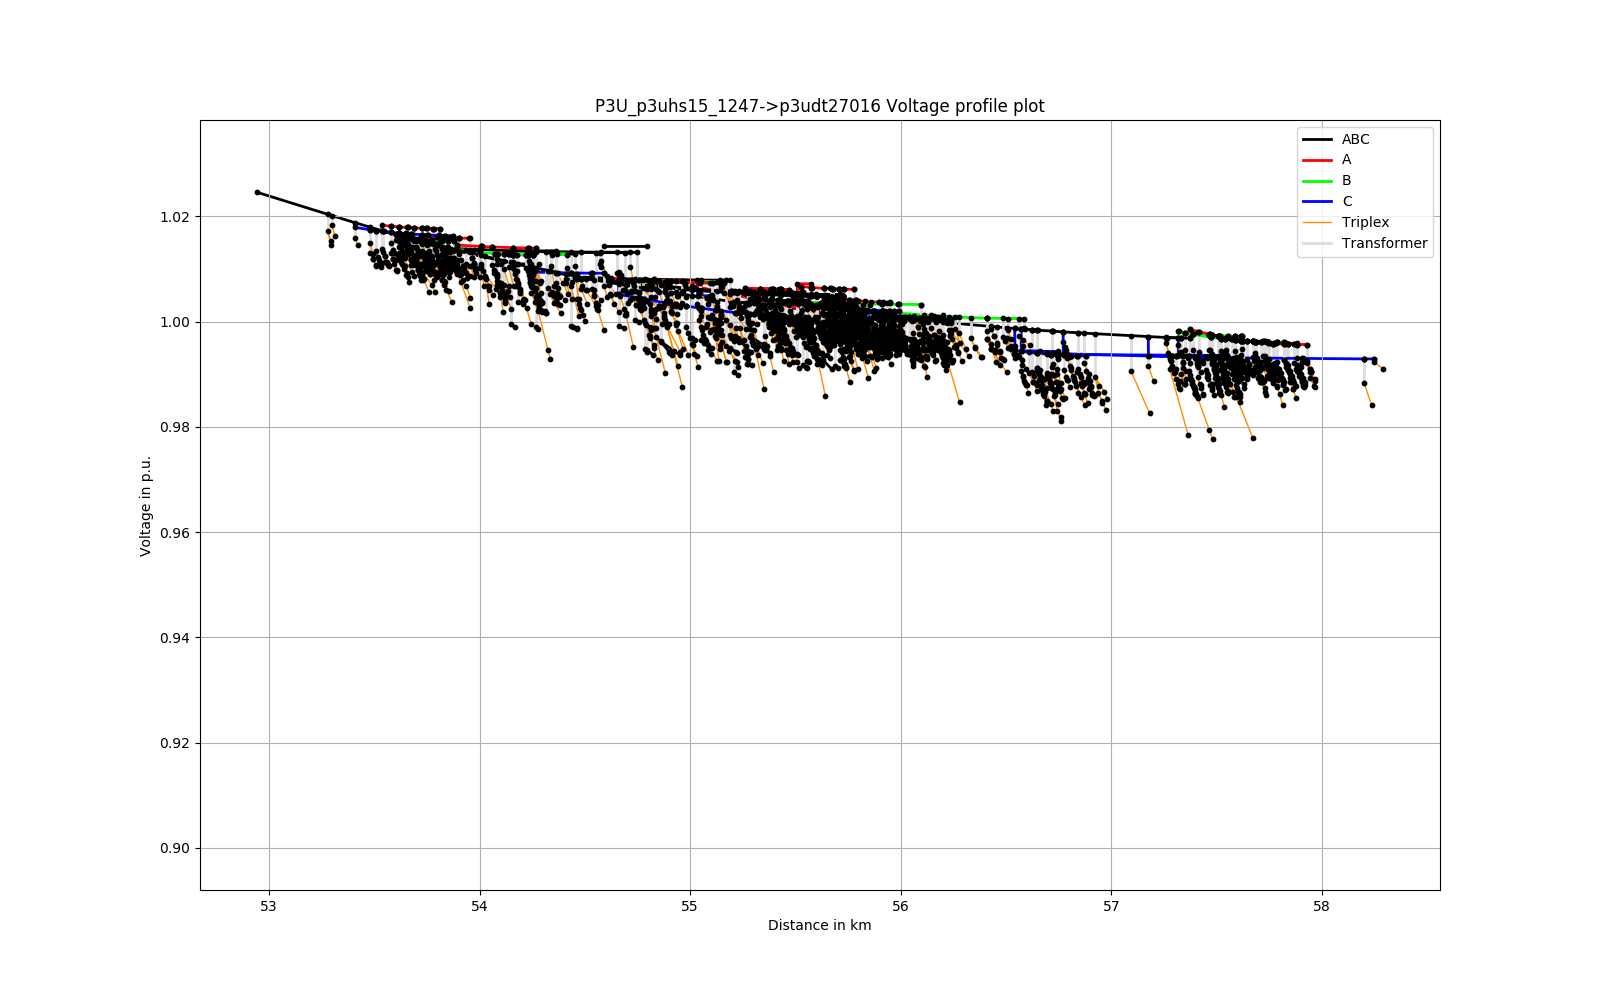 P3U_p3uhs15_1247->p3udt27016 Voltage profile plot
ABC
A
B
C
Triplex
Transformer
Voltage in p.u.
1.02
1.00
0.98
0.96
0.94
0.92
0.90
53 54 55 56 57 58
Distance in km